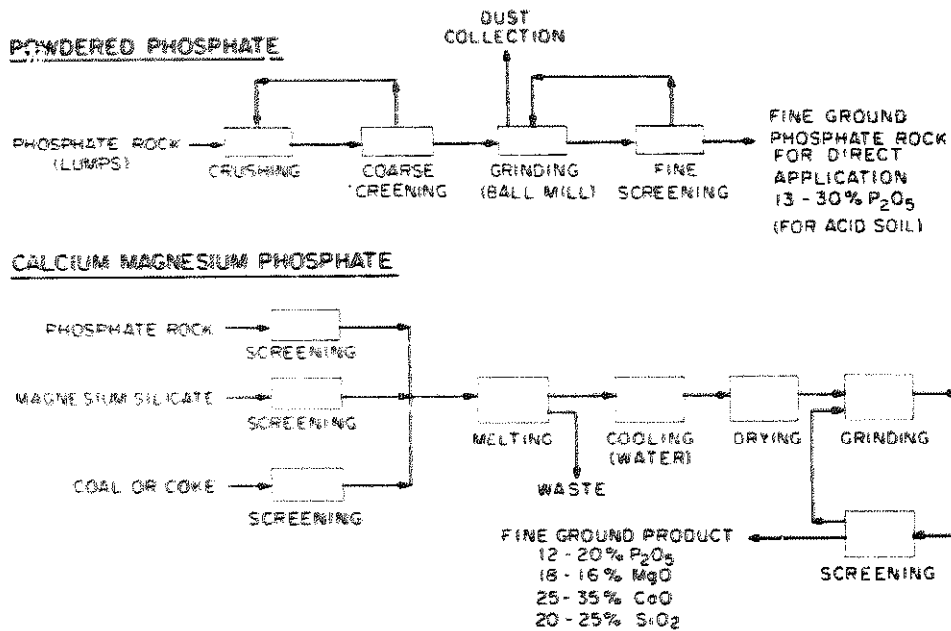 POWDERED PHOSPHATE
DUST
COLLECTION
PHOSPHATE ROCK
(LUMPS)
CRUSHING
COARSE
SCREENING
GRINDING
(BALL MILL)
FINE
SCREENING
FINE GROUND
PHOSPHATE ROCK
FOR DIRECT
APPLICATION
13 - 30% P₂O₅
(FOR ACID SOIL)
CALCIUM MAGNESIUM PHOSPHATE
PHOSPHATE ROCK
SCREENING
MAGNESIUM SILICATE
SCREENING
COAL OR COKE
SCREENING
MELTING
WASTE
COOLING
(WATER)
DRYING
GRINDING
SCREENING
FINE GROUND PRODUCT
12 - 20% P₂O₅
18 - 16% MgO
25 - 35% CaO
20 - 25% SiO₂